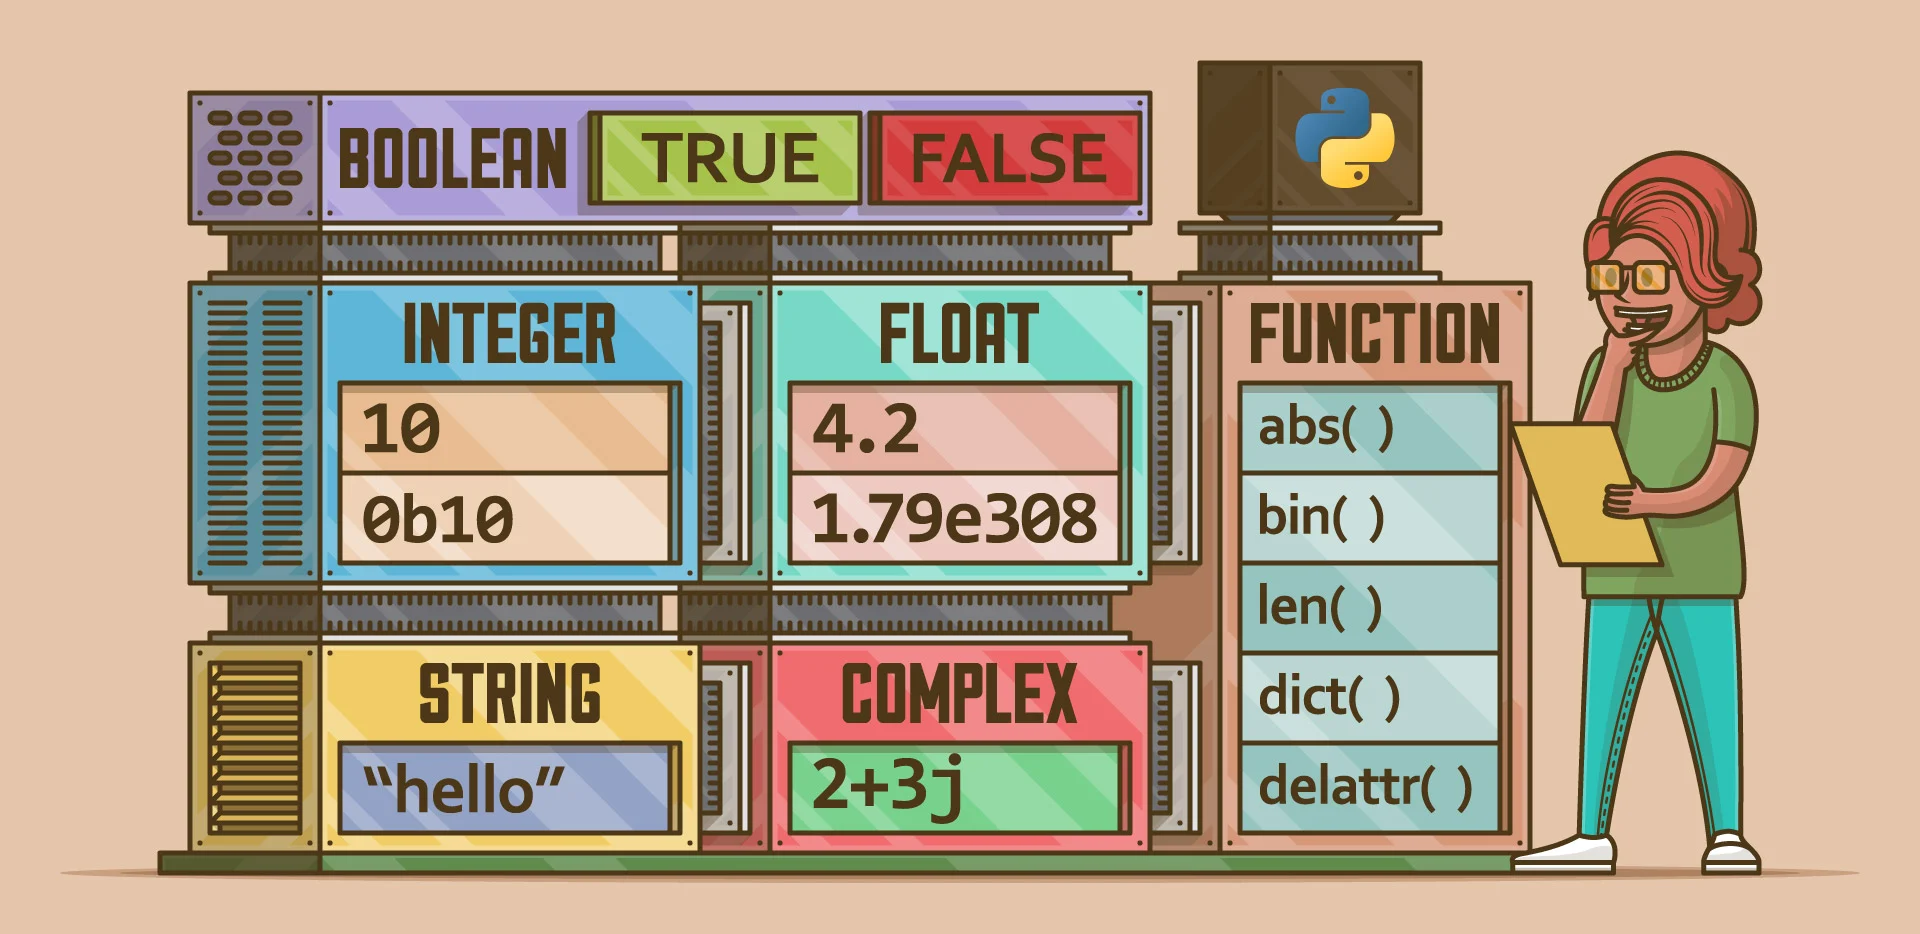 BOOLEAN TRUE FALSE
INTEGER
10
0b10
FLOAT
4.2
1.79e308
FUNCTION
abs( )
bin( )
len( )
dict( )
delattr( )
STRING
“hello”
COMPLEX
2+3j